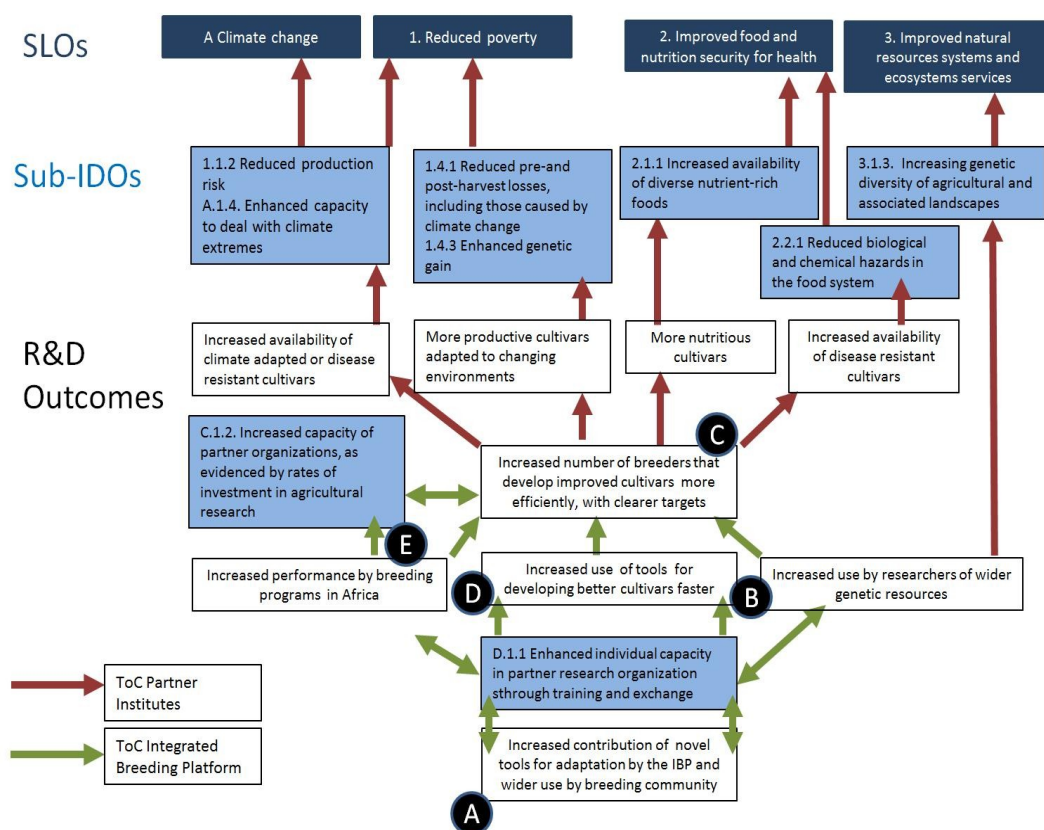 SLOs
A Climate change
1. Reduced poverty
2. Improved food and
nutrition security for
health
3. Improved natural
resources systems and
ecosystems services
Sub-IDOs
1.1.2 Reduced production
risk
A.1.4. Enhanced capacity
to deal with climate
extremes
1.4.1 Reduced pre-and
post-harvest losses,
including those caused by
climate change
1.4.3 Enhanced genetic
gain
2.1.1 Increased availability
of diverse nutrient-rich
foods
3.1.3. Increasing genetic
diversity of agricultural and
associated landscapes
2.2.1 Reduced biological
and chemical hazards in
the food system
R&D
Outcomes
Increased availability of
climate adapted or disease
resistant cultivars
More productive cultivars
adapted to changing
environments
More nutritious
cultivars
Increased availability
of disease resistant
cultivars
C.1.2. Increased capacity of
partner organizations, as
evidenced by rates of
investment in agricultural
research
C
Increased number of breeders that
develop improved cultivars more
efficiently, with clearer targets
E
Increased performance by breeding
programs in Africa
D
Increased use of tools for
developing better cultivars faster
B
Increased use by researchers of wider
genetic resources
D.1.1 Enhanced individual capacity
in partner research organization
sthrough training and exchange
Increased contribution of novel
tools for adaptation by the IBP and
wider use by breeding community
A
ToC Partner
Institutes
ToC Integrated
Breeding Platform